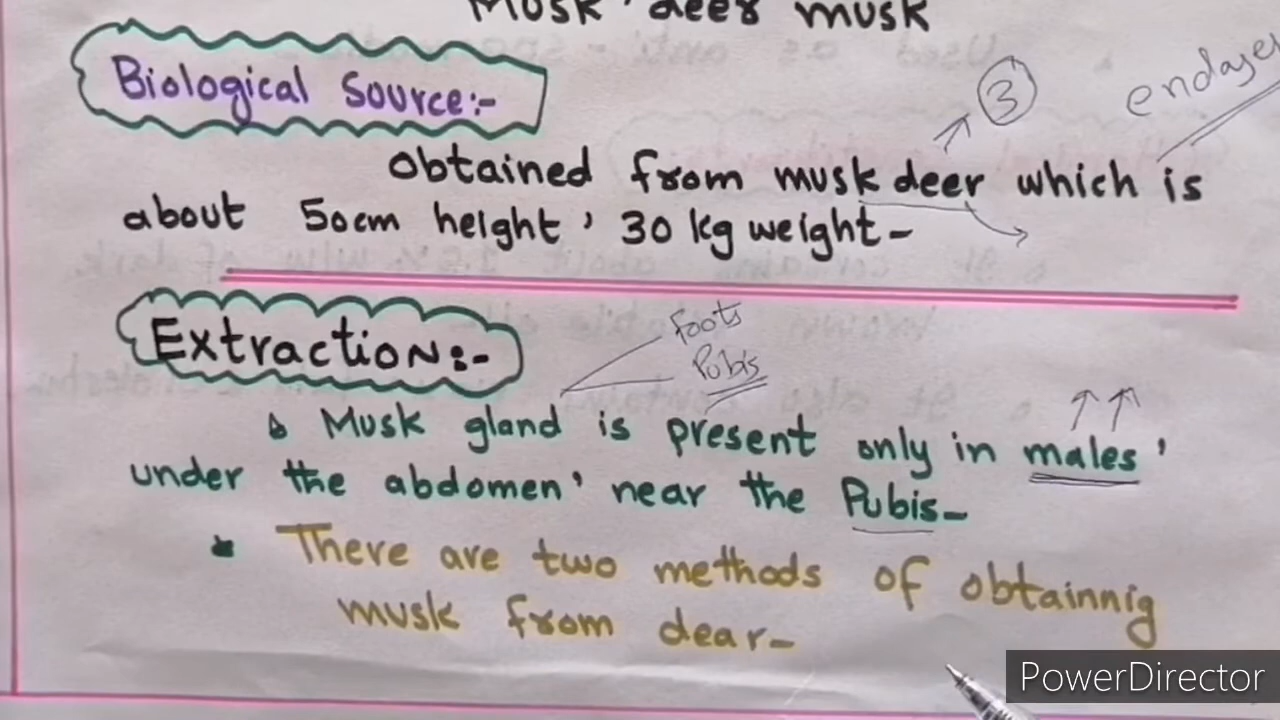 Musk, deer musk
Biological Source:-
3
endager
Obtained from musk deer which is
about 50cm height, 30 kg weight-
Extraction:-
Foots
Pubis
Musk gland is present only in males,
under the abdomen, near the Pubis-
There are two methods of obtainnig
musk from dear-
PowerDirector